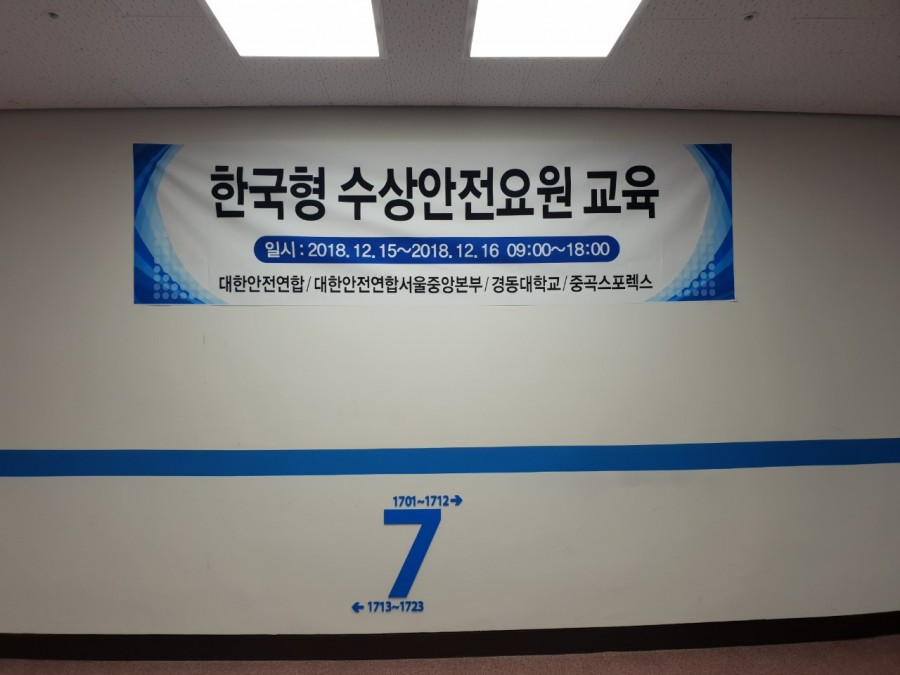 한국형 수상안전요원 교육
일시 : 2018. 12. 15~2018. 12. 16 09:00~18:00
대한안전연합/대한안전연합서울중앙본부/경동대학교/중곡스포렉스
1701~1712→
7
←1713~1723